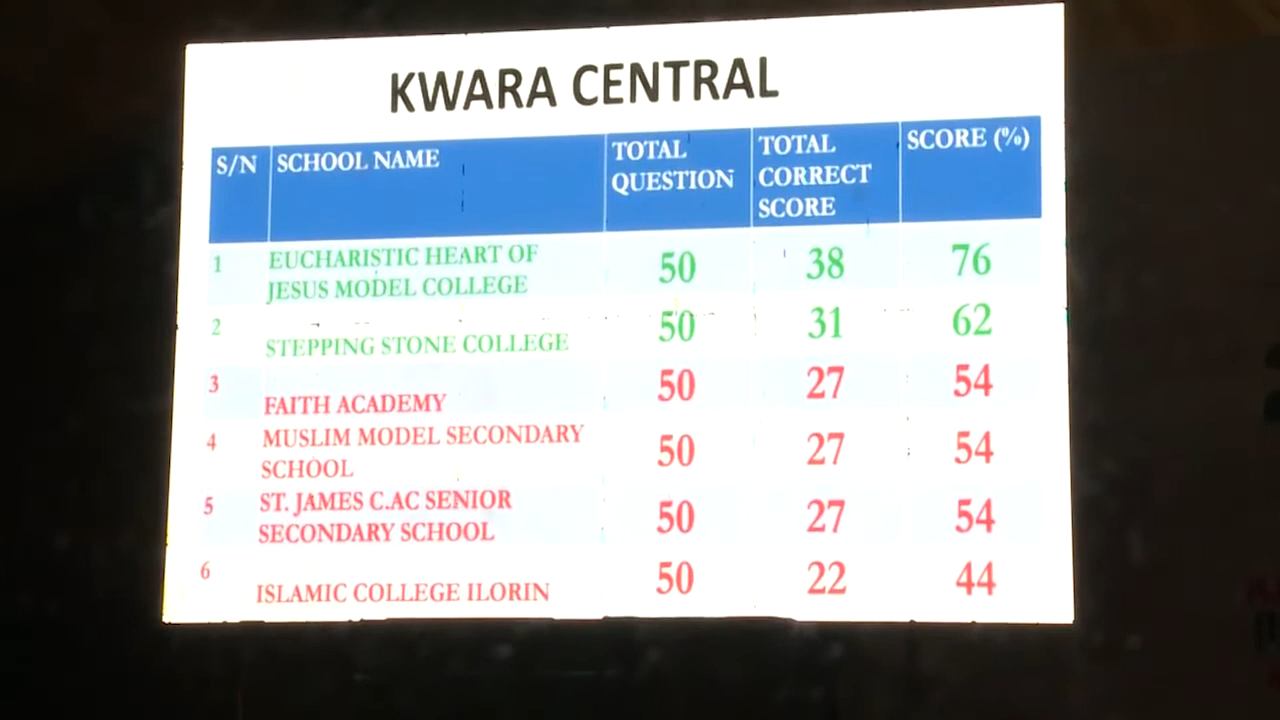 KWARA CENTRAL
S/N SCHOOL NAME TOTAL QUESTION TOTAL CORRECT SCORE SCORE (%)
1 EUCHARISTIC HEART OF JESUS MODEL COLLEGE 50 38 76
2 STEPPING STONE COLLEGE 50 31 62
3 FAITH ACADEMY 50 27 54
4 MUSLIM MODEL SECONDARY SCHOOL 50 27 54
5 ST. JAMES C.AC SENIOR SECONDARY SCHOOL 50 27 54
6 ISLAMIC COLLEGE ILORIN 50 22 44